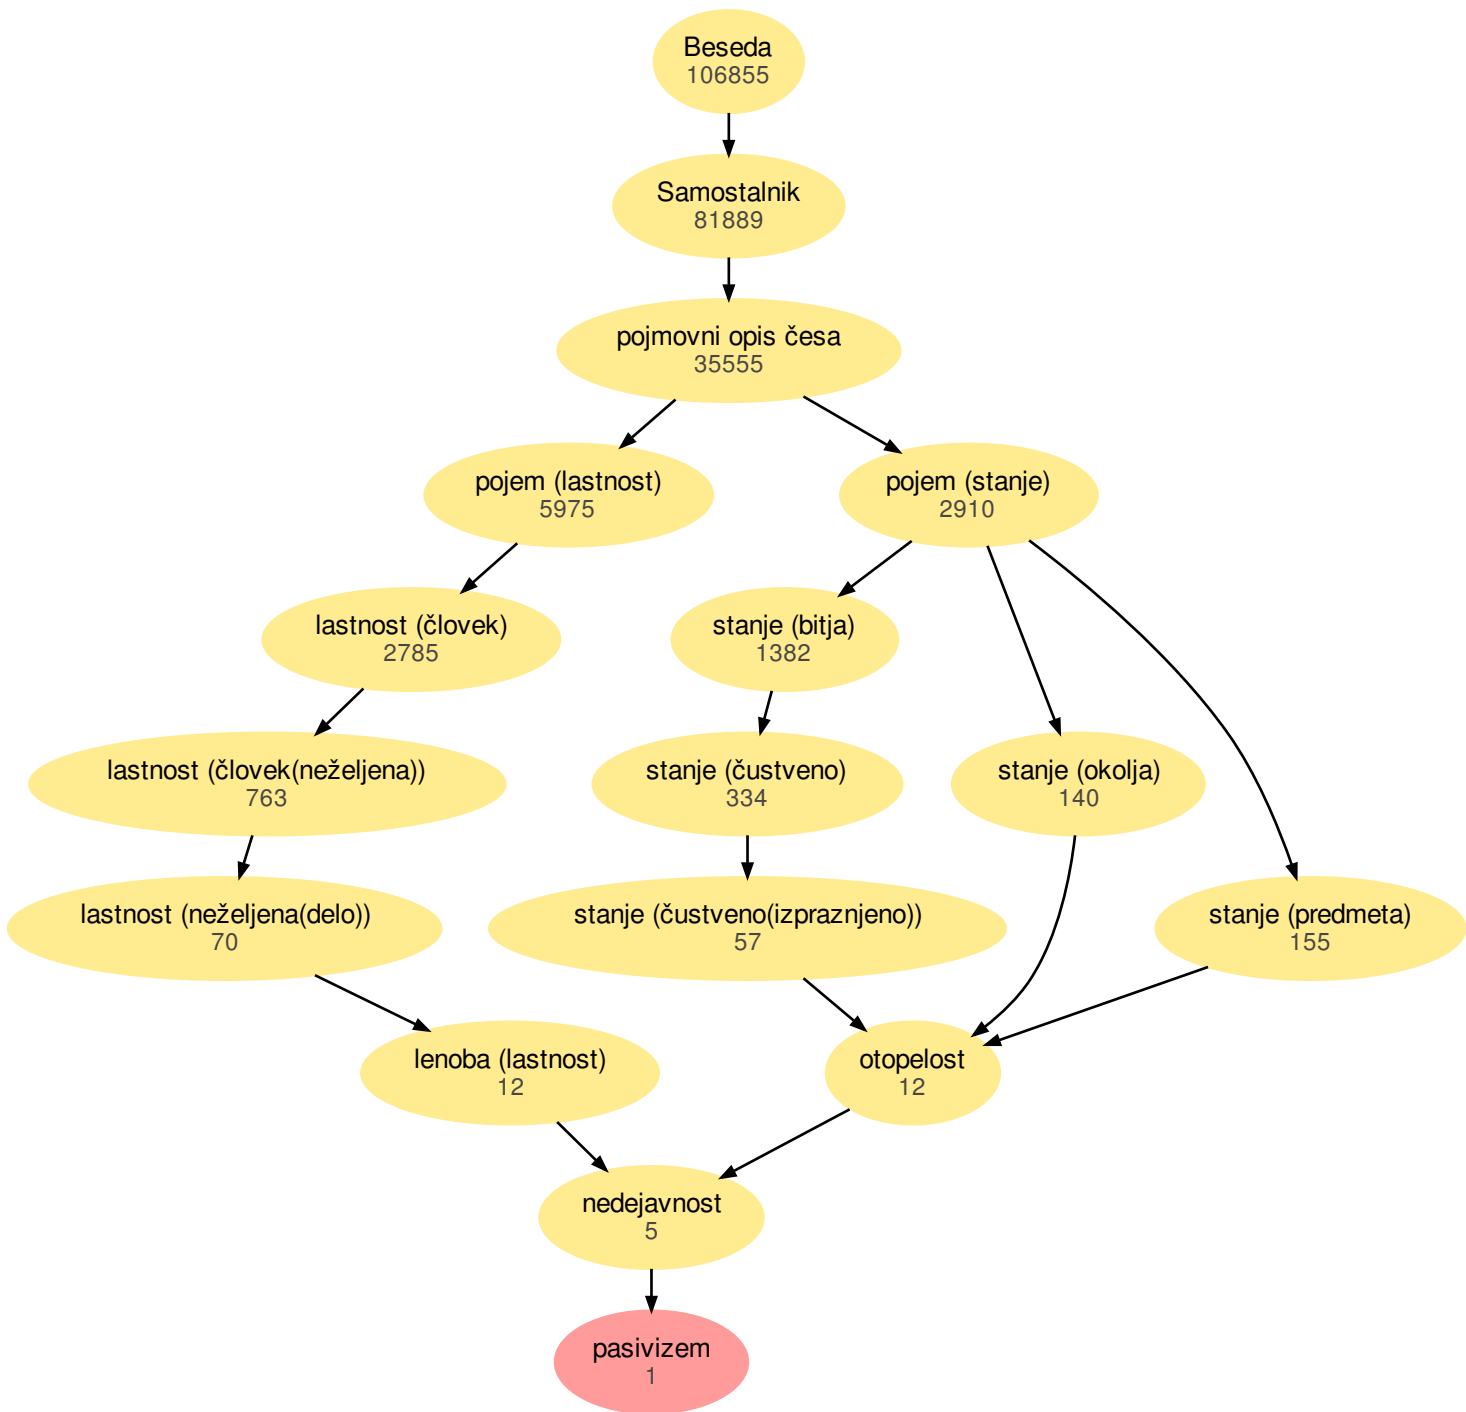 Beseda
106855
Samostalnik
81889
pojmovni opis česa
35555
pojem (lastnost)
5975
pojem (stanje)
2910
lastnost (človek)
2785
stanje (bitja)
1382
lastnost (človek(neželjena))
763
stanje (čustveno)
334
stanje (okolja)
140
lastnost (neželjena(delo))
70
stanje (čustveno(izpraznjeno))
57
stanje (predmeta)
155
lenoba (lastnost)
12
otopelost
12
nedejavnost
5
pasivizem
1